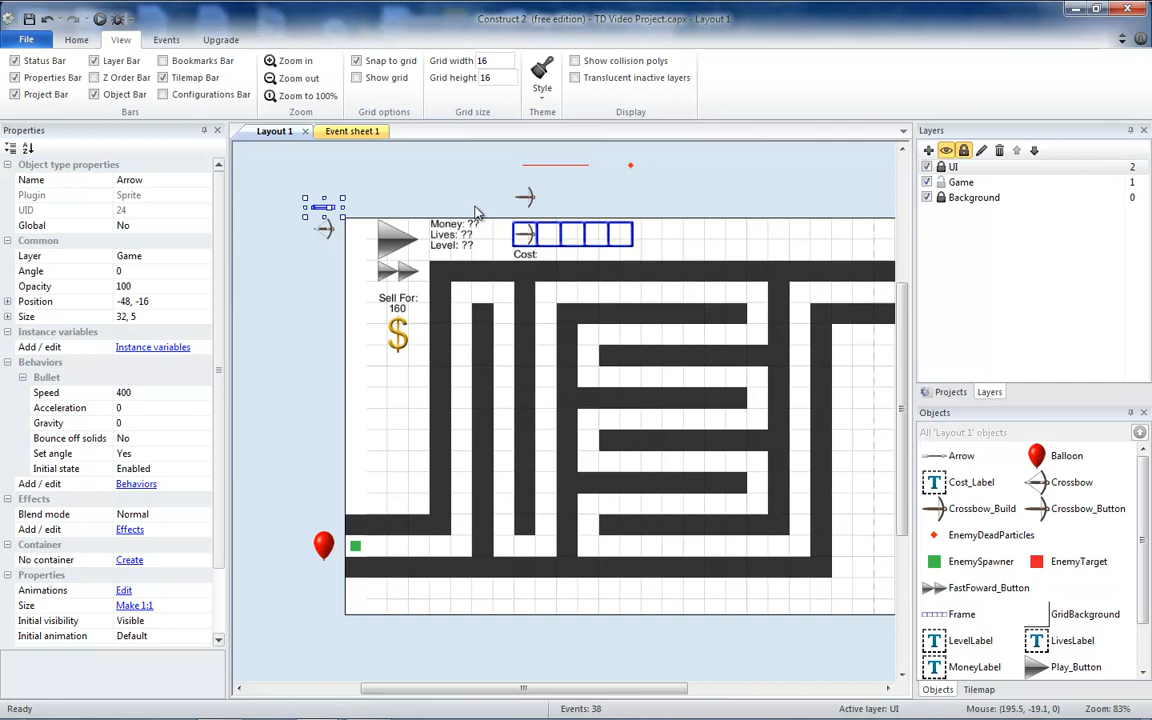 Construct 2 (free edition) - TD Video Project.capx - Layout 1
File Home View Events Upgrade
Status Bar Layer Bar Bookmarks Bar
Properties Bar Z Order Bar Tilemap Bar
Project Bar Object Bar Configurations Bar
Bars
Zoom in
Zoom out
Zoom to 100%
Zoom
Snap to grid
Show grid
Grid options
Grid width 16
Grid height 16
Grid size
Style
Theme
Show collision polys
Translucent inactive layers
Display
Properties
Object type properties
Name Arrow
Plugin Sprite
UID 24
Global No
Common
Layer Game
Angle 0
Opacity 100
Position -48, -16
Size 32, 5
Instance variables
Add / edit Instance variables
Behaviors
Bullet
Speed 400
Acceleration 0
Gravity 0
Bounce off solids No
Set angle Yes
Initial state Enabled
Add / edit Behaviors
Effects
Blend mode Normal
Add / edit Effects
Container
No container Create
Properties
Animations Edit
Size Make 1:1
Initial visibility Visible
Initial animation Default
Layout 1 Event sheet 1
Money: ??
Lives: ??
Level: ??
Cost:
Sell For:
160
$
Layers
UI 2
Game 1
Background 0
Projects Layers
Objects
All 'Layout 1' objects
Arrow Balloon
T Cost_Label Crossbow
Crossbow_Build Crossbow_Button
EnemyDeadParticles
EnemySpawner EnemyTarget
FastFoward_Button
Frame GridBackground
T LevelLabel T LivesLabel
T MoneyLabel Play_Button
Objects Tilemap
Ready Events: 38 Active layer: UI Mouse: (195.5, -19.1, 0) Zoom: 83%